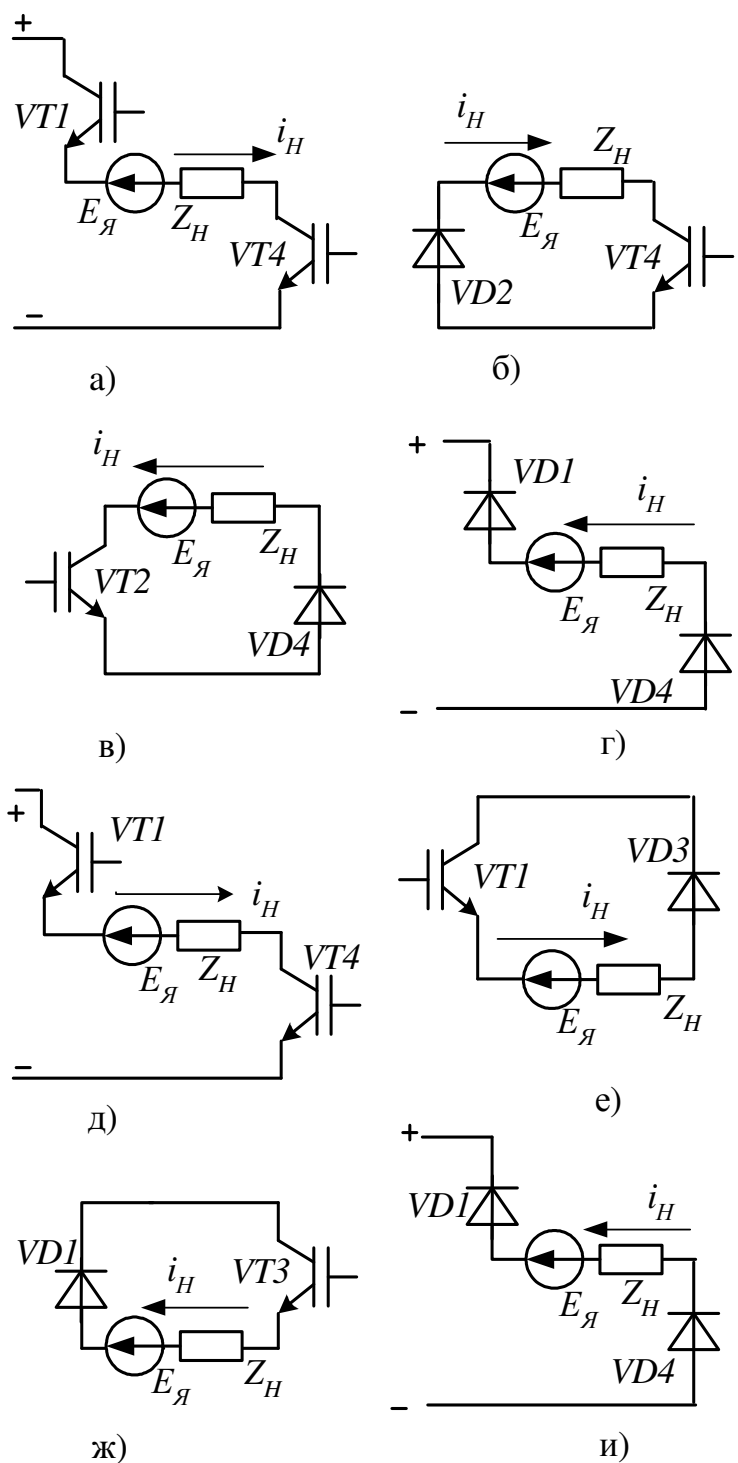 +
VT1
i_Н
E_Я
Z_Н
VT4
−
а)
i_Н
Z_Н
E_Я
VT4
VD2
б)
i_Н
Z_Н
E_Я
VT2
VD4
в)
+
VD1
i_Н
E_Я
Z_Н
VD4
−
г)
+
VT1
i_Н
E_Я
Z_Н
VT4
−
д)
VD3
VT1
i_Н
E_Я
Z_Н
е)
VD1
VT3
i_Н
E_Я
Z_Н
ж)
+
VD1
i_Н
E_Я
Z_Н
VD4
−
и)